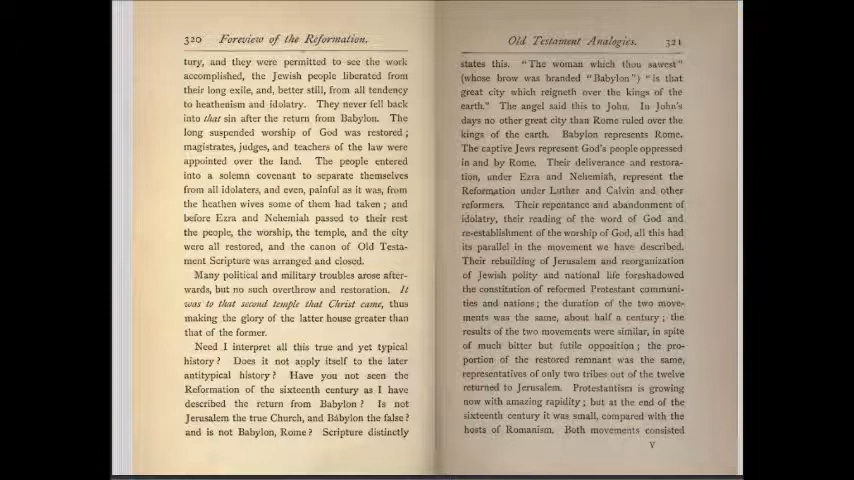 320 Foreview of the Reformation.
tury, and they were permitted to see the work
accomplished, the Jewish people liberated from
their long exile, and, better still, from all tendency
to heathenism and idolatry. They never fell back
into that sin after the return from Babylon. The
long suspended worship of God was restored ;
magistrates, judges, and teachers of the law were
appointed over the land. The people entered
into a solemn covenant to separate themselves
from all idolaters, and even, painful as it was, from
the heathen wives some of them had taken ; and
before Ezra and Nehemiah passed to their rest
the people, the worship, the temple, and the city
were all restored, and the canon of Old Testa-
ment Scripture was arranged and closed.
Many political and military troubles arose after-
wards, but no such overthrow and restoration. It
was to that second temple that Christ came, thus
making the glory of the latter house greater than
that of the former.
Need I interpret all this true and yet typical
history ? Does it not apply itself to the later
antitypical history ? Have you not seen the
Reformation of the sixteenth century as I have
described the return from Babylon ? Is not
Jerusalem the true Church, and Babylon the false ?
and is not Babylon, Rome ? Scripture distinctly
Old Testament Analogies. 321
states this. “The woman which thou sawest”
(whose brow was branded “Babylon”) “is that
great city which reigneth over the kings of the
earth.” The angel said this to John. In John's
days no other great city than Rome ruled over the
kings of the earth. Babylon represents Rome.
The captive Jews represent God's people oppressed
in and by Rome. Their deliverance and restora-
tion, under Ezra and Nehemiah, represent the
Reformation under Luther and Calvin and other
reformers. Their repentance and abandonment of
idolatry, their reading of the word of God and
re-establishment of the worship of God, all this had
its parallel in the movement we have described.
Their rebuilding of Jerusalem and reorganization
of Jewish polity and national life foreshadowed
the constitution of reformed Protestant communi-
ties and nations ; the duration of the two move-
ments was the same, about half a century ; the
results of the two movements were similar, in spite
of much bitter but futile opposition ; the pro-
portion of the restored remnant was the same,
representatives of only two tribes out of the twelve
returned to Jerusalem. Protestantism is growing
now with amazing rapidity ; but at the end of the
sixteenth century it was small, compared with the
hosts of Romanism. Both movements consisted
Y